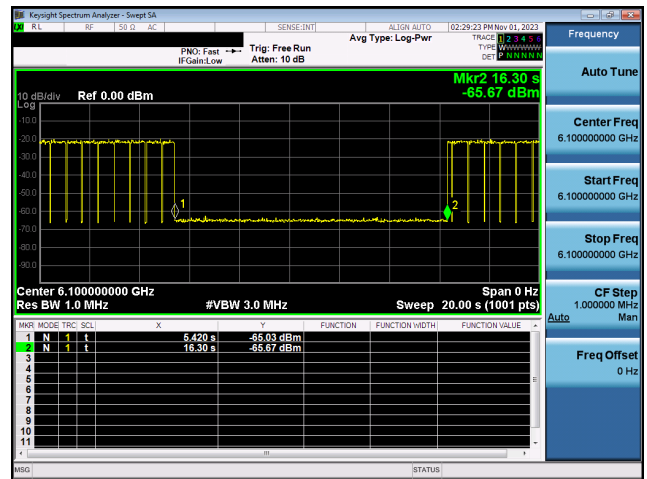 Keysight Spectrum Analyzer - Swept SA
LXI RL RF 50 Ω AC SENSE:INT ALIGN AUTO 02:29:23 PM Nov 01, 2023
PNO: Fast
IFGain:Low
Trig: Free Run
Atten: 10 dB
Avg Type: Log-Pwr
TRACE 1 2 3 4 5 6
TYPE WWWWWW
DET P N N N N N
Mkr2 16.30 s
-65.67 dBm
10 dB/div Ref 0.00 dBm
Log
-10.0
-20.0
-30.0
-40.0
-50.0
-60.0
-70.0
-80.0
-90.0
1
2
Center 6.100000000 GHz Span 0 Hz
Res BW 1.0 MHz #VBW 3.0 MHz Sweep 20.00 s (1001 pts)
MKR MODE TRC SCL X Y FUNCTION FUNCTION WIDTH FUNCTION VALUE
1 N 1 t 5.420 s -65.03 dBm
2 N 1 t 16.30 s -65.67 dBm
3
4
5
6
7
8
9
10
11
MSG STATUS
Frequency
Auto Tune
Center Freq
6.100000000 GHz
Start Freq
6.100000000 GHz
Stop Freq
6.100000000 GHz
CF Step
1.000000 MHz
Auto Man
Freq Offset
0 Hz